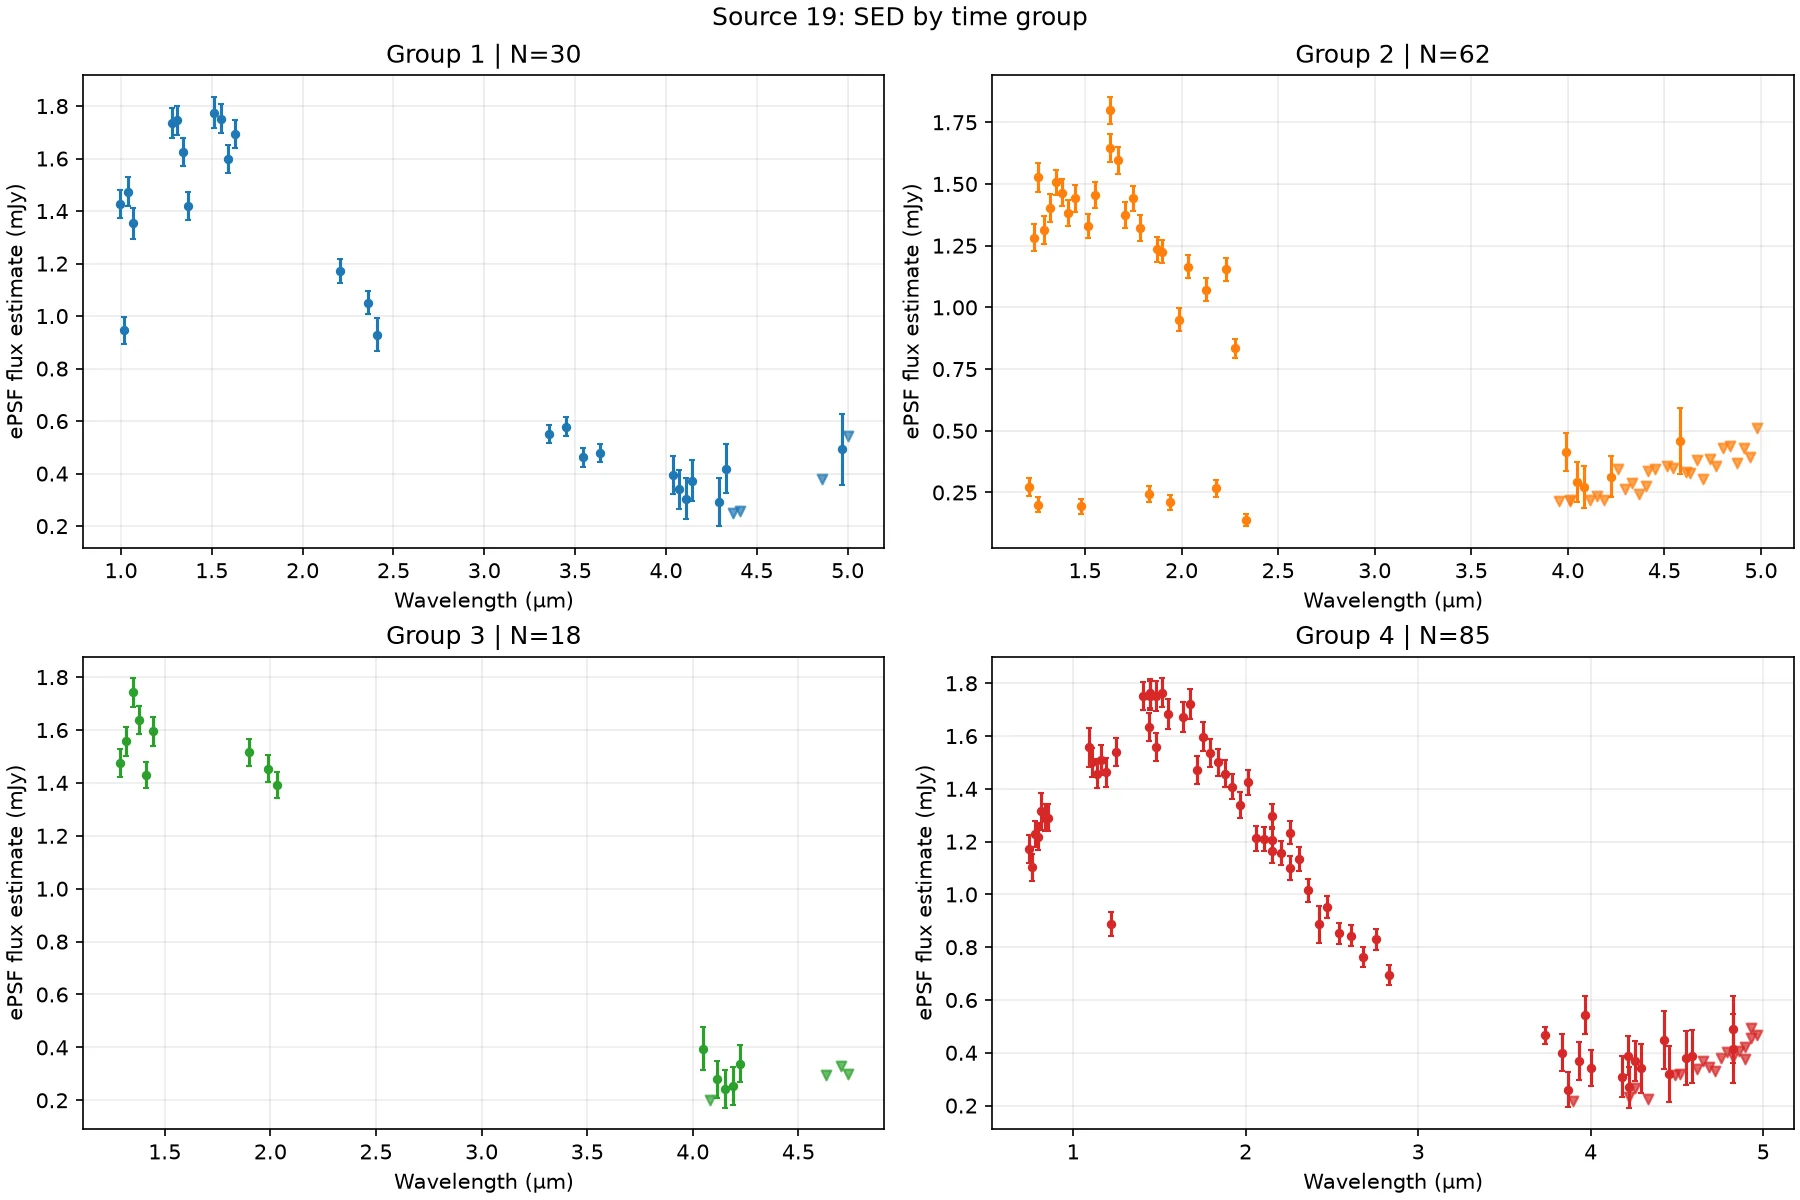 Source 19: SED by time group
Group 1 | N=30
ePSF flux estimate (mJy)
1.8
1.6
1.4
1.2
1.0
0.8
0.6
0.4
0.2
1.0 1.5 2.0 2.5 3.0 3.5 4.0 4.5 5.0
Wavelength (μm)
Group 2 | N=62
ePSF flux estimate (mJy)
1.75
1.50
1.25
1.00
0.75
0.50
0.25
1.5 2.0 2.5 3.0 3.5 4.0 4.5 5.0
Wavelength (μm)
Group 3 | N=18
ePSF flux estimate (mJy)
1.8
1.6
1.4
1.2
1.0
0.8
0.6
0.4
0.2
1.5 2.0 2.5 3.0 3.5 4.0 4.5
Wavelength (μm)
Group 4 | N=85
ePSF flux estimate (mJy)
1.8
1.6
1.4
1.2
1.0
0.8
0.6
0.4
0.2
1 2 3 4 5
Wavelength (μm)